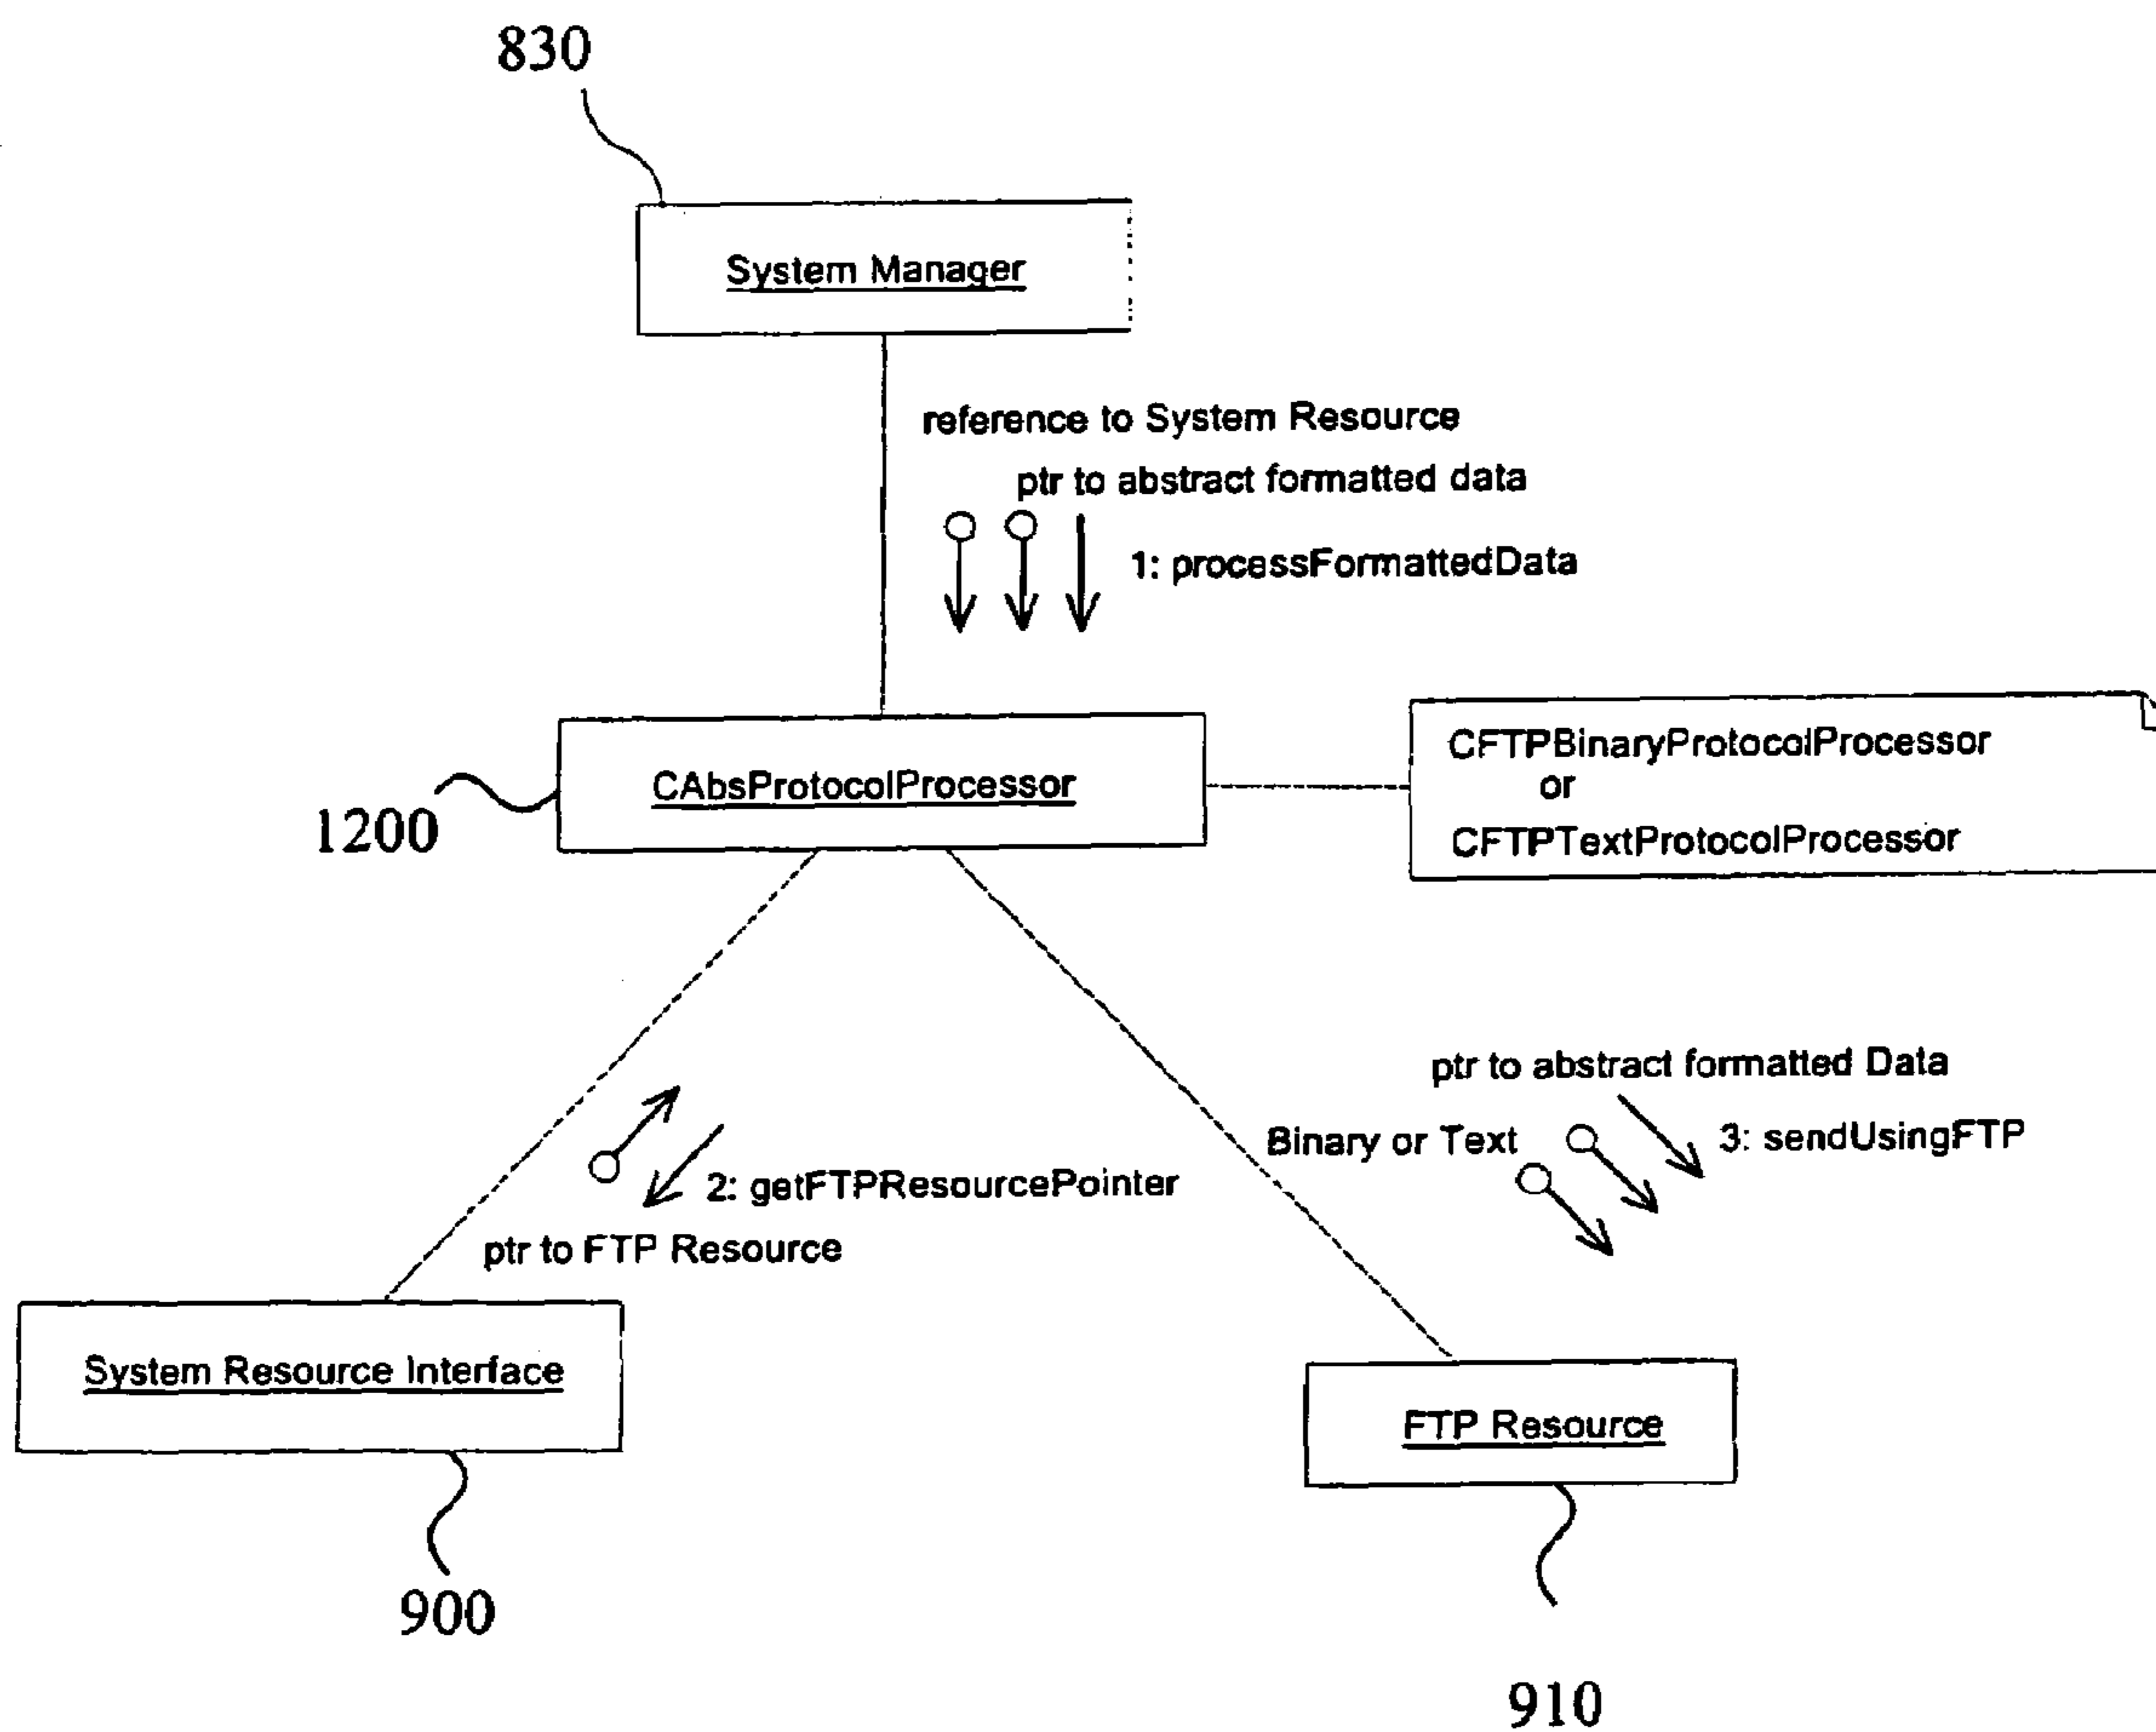 830
System Manager
reference to System Resource
ptr to abstract formatted data
1: processFormattedData
CAbsProtocolProcessor
1200
CFTPBinaryProtocolProcessor
or
CFTPTextProtocolProcessor
ptr to abstract formatted Data
Binary or Text
3: sendUsingFTP
2: getFTPResourcePointer
ptr to FTP Resource
System Resource Interface
FTP Resource
900
910